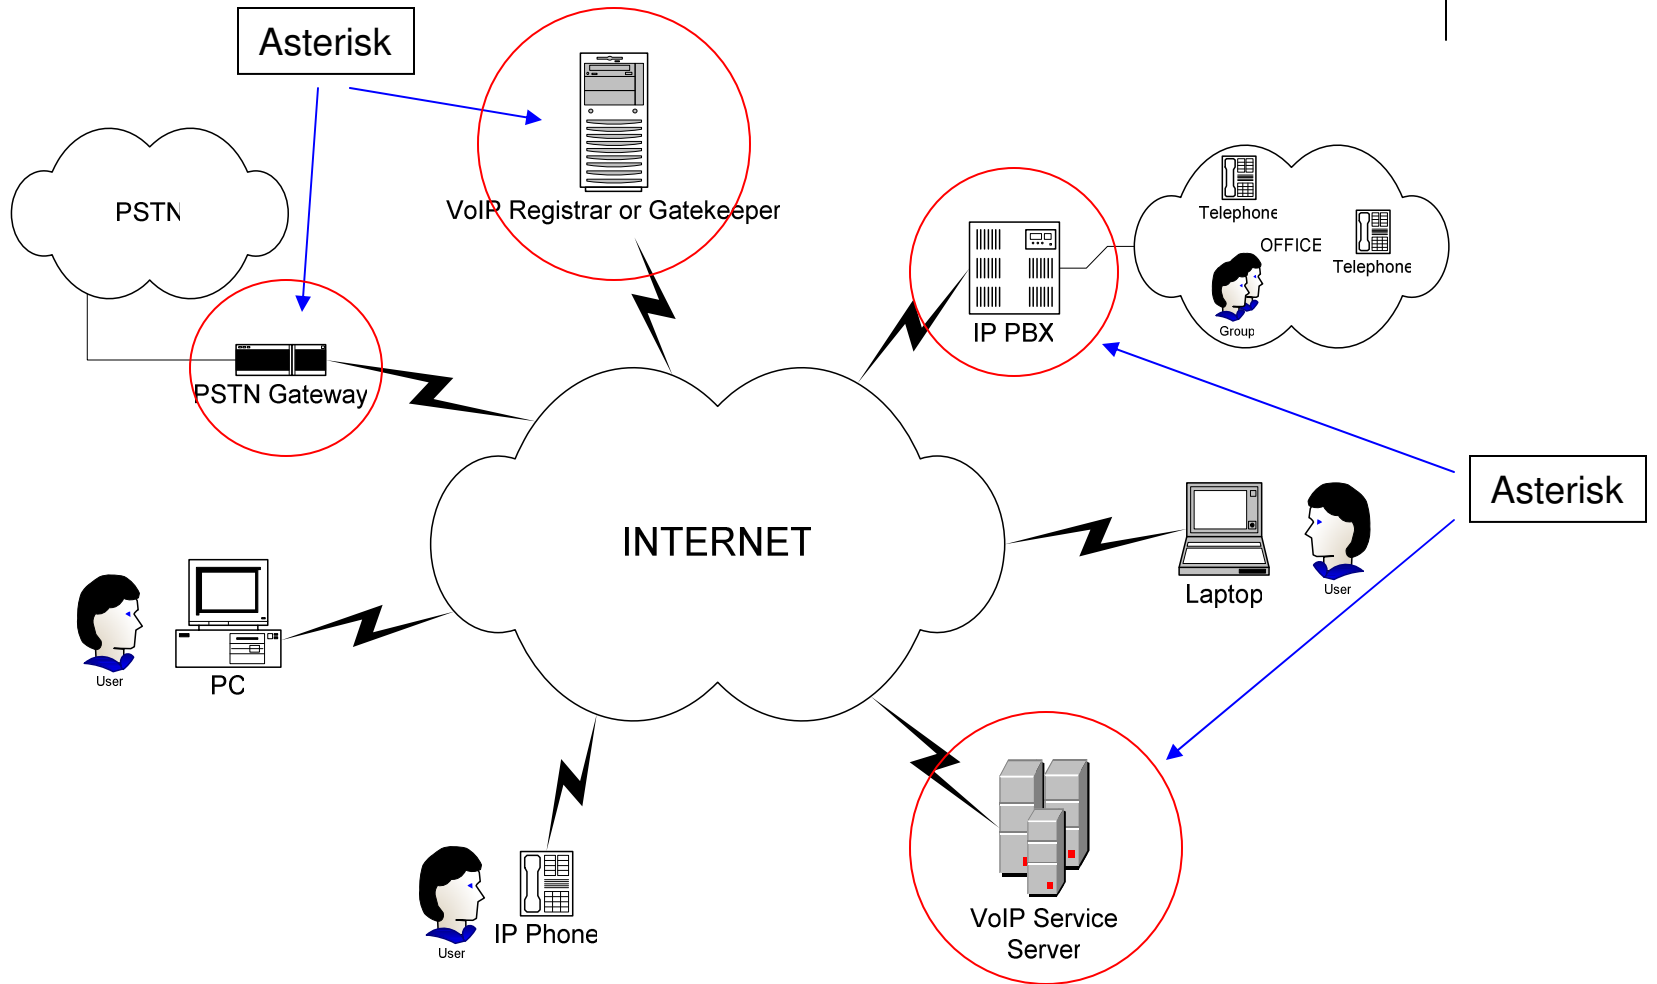 Asterisk
VoIP Registrar or Gatekeeper
PSTN
Telephone
OFFICE
Telephone
Group
IP PBX
PSTN Gateway
Asterisk
INTERNET
Laptop
User
User
PC
IP Phone
User
VoIP Service
Server